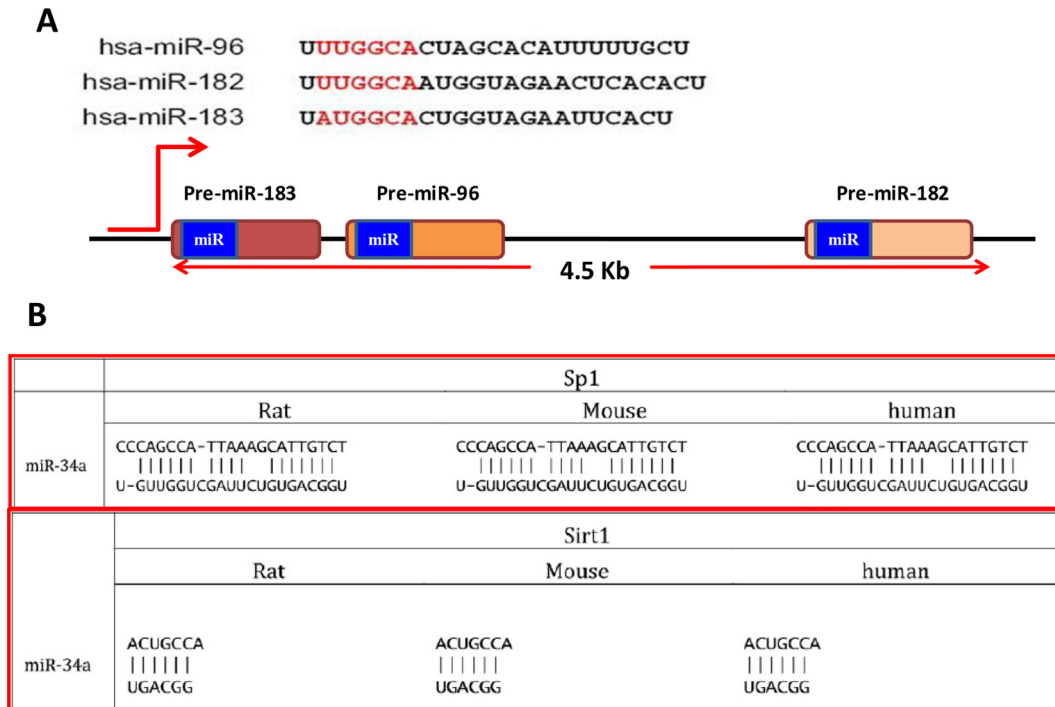 A
hsa-miR-96 UUUGGCACUAGCACAUUUUUGCU
hsa-miR-182 UUUGGCAAUGGUAGAACUCACACU
hsa-miR-183 UAUGGCACUGGUAGAAUUCACU
Pre-miR-183 Pre-miR-96 Pre-miR-182
miR miR miR
4.5 Kb
B
Sp1
Rat Mouse human
CCCAGCCA-TTAAAGCATTGTCT CCCAGCCA-TTAAAGCATTGTCT CCCAGCCA-TTAAAGCATTGTCT
miR-34a
U-GUUGGUCGAUUCUGUGACGGU U-GUUGGUCGAUUCUGUGACGGU U-GUUGGUCGAUUCUGUGACGGU
Sirt1
Rat Mouse human
ACUGCCA ACUGCCA ACUGCCA
miR-34a
UGACGG UGACGG UGACGG